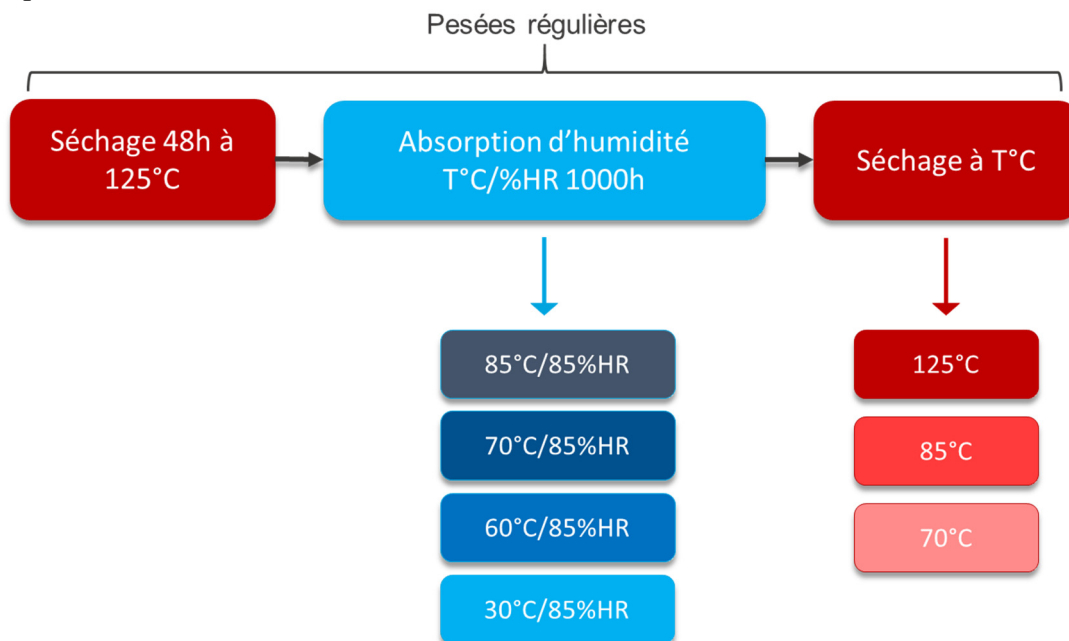 Pesées régulières
Séchage 48h à
125°C
Absorption d’humidité
T°C/%HR 1000h
Séchage à T°C
85°C/85%HR
70°C/85%HR
60°C/85%HR
30°C/85%HR
125°C
85°C
70°C